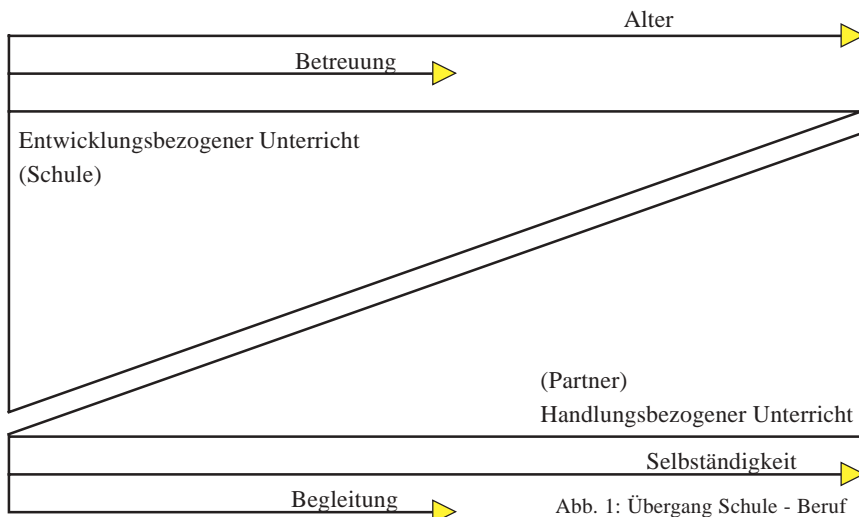 Alter
Betreuung
Entwicklungsbezogener Unterricht
(Schule)
(Partner)
Handlungsbezogener Unterricht
Selbständigkeit
Begleitung
Abb. 1: Übergang Schule - Beruf